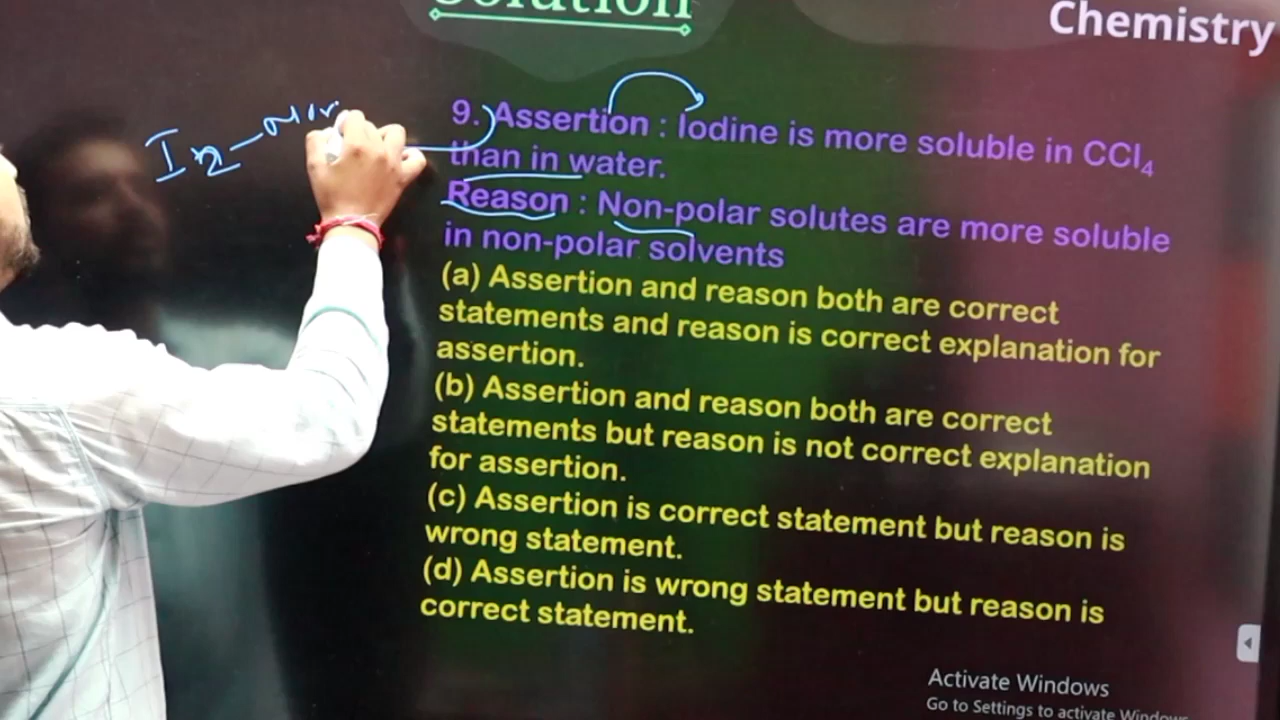 Solution
Chemistry
I2 –
9. Assertion : Iodine is more soluble in CCl4
than in water.
Reason : Non-polar solutes are more soluble
in non-polar solvents
(a) Assertion and reason both are correct
statements and reason is correct explanation for
assertion.
(b) Assertion and reason both are correct
statements but reason is not correct explanation
for assertion.
(c) Assertion is correct statement but reason is
wrong statement.
(d) Assertion is wrong statement but reason is
correct statement.
Activate Windows
Go to Settings to activate Windows